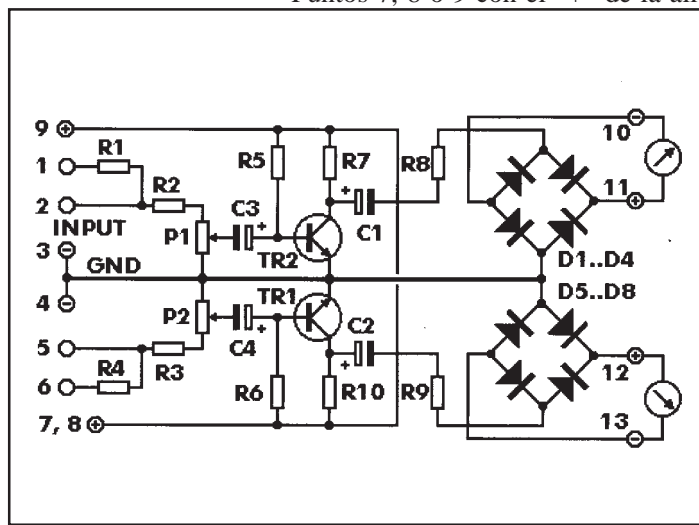 Puntos 7, 8 o 9 con el "+" de la
9 10
1 R1 R5 R7 R8
R2 11
2 C3 + + C1
INPUT P1
3 TR2 D1..D4
GND
4 TR1 D5..D8
P2 C2
5 C4 + + 12
R4 R3 R6 R10 R9
6 13
7, 8